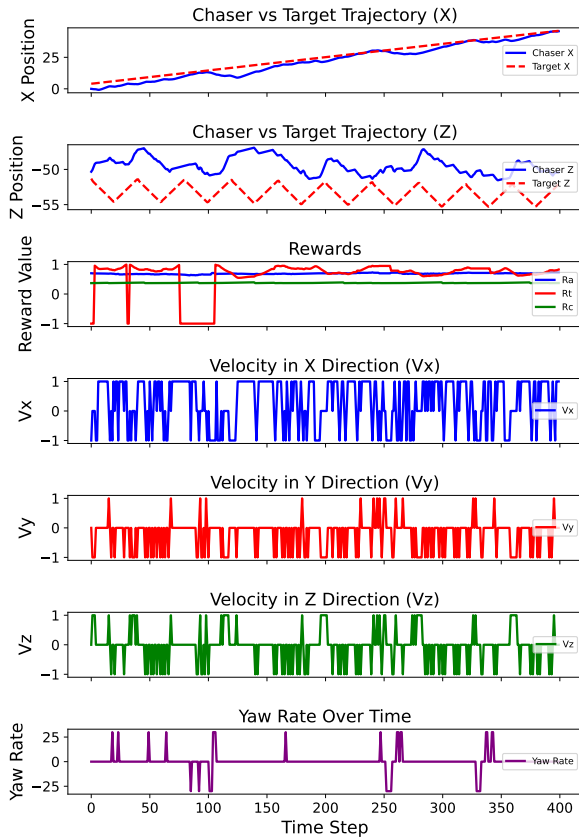 Chaser vs Target Trajectory (X)
X Position
25
0
Chaser X
Target X
Chaser vs Target Trajectory (Z)
Z Position
−50
−55
Chaser Z
Target Z
Rewards
Reward Value
1
0
−1
Ra
Rt
Rc
Velocity in X Direction (Vx)
Vx
1
0
−1
Vx
Velocity in Y Direction (Vy)
Vy
1
0
−1
Vy
Velocity in Z Direction (Vz)
Vz
1
0
−1
Vz
Yaw Rate Over Time
Yaw Rate
25
0
−25
Yaw Rate
0 50 100 150 200 250 300 350 400
Time Step